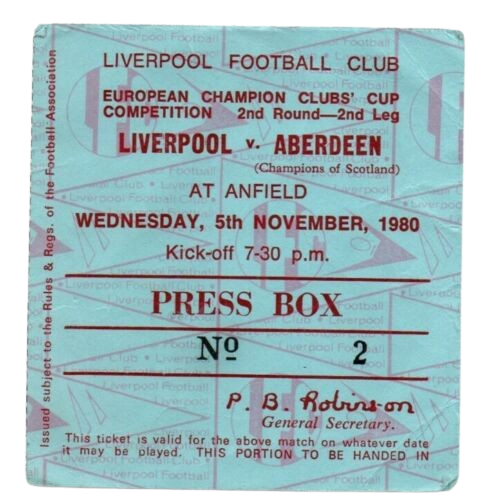 LIVERPOOL FOOTBALL CLUB
EUROPEAN CHAMPION CLUBS' CUP
COMPETITION 2nd Round—2nd Leg
LIVERPOOL v. ABERDEEN
(Champions of Scotland)
AT ANFIELD
WEDNESDAY, 5th NOVEMBER, 1980
Kick-off 7-30 p.m.
PRESS BOX
No 2
P. B. Robinson
General Secretary.
This ticket is valid for the above match on whatever date
it may be played. THIS PORTION TO BE HANDED IN
Issued subject to the Rules & Regs. of the Football Association